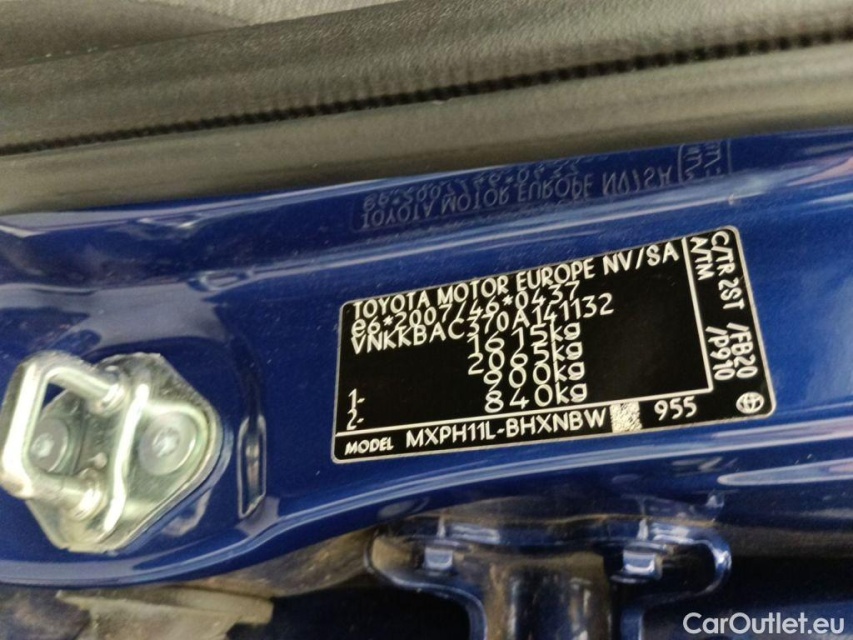 TOYOTA MOTOR EUROPE NV/SA
e6*2007/46*0437
VNKKBAC370A141132
1615kg
2065kg
1- 900kg
2- 840kg
MODEL MXPH11L-BHXNBW 955
C/TR 2ST /FB20
A/TM /P910
CarOutlet.eu